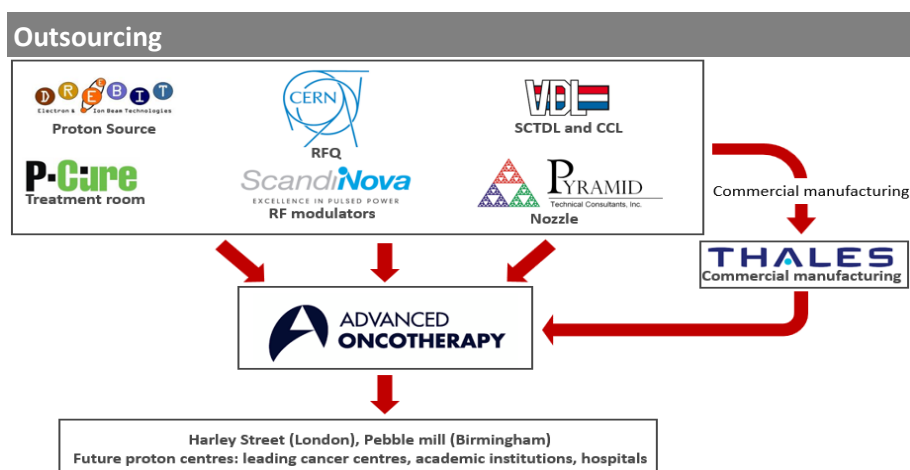 Outsourcing
DREEBIT
Electron & Ion Beam Technologies
Proton Source
CERN
RFQ
VDL
SCTDL and CCL
P-Cure
Treatment room
ScandiNova
EXCELLENCE IN PULSED POWER
RF modulators
PYRAMID
Technical Consultants, Inc.
Nozzle
Commercial manufacturing
THALES
Commercial manufacturing
ADVANCED
ONCOTHERAPY
Harley Street (London), Pebble mill (Birmingham)
Future proton centres: leading cancer centres, academic institutions, hospitals